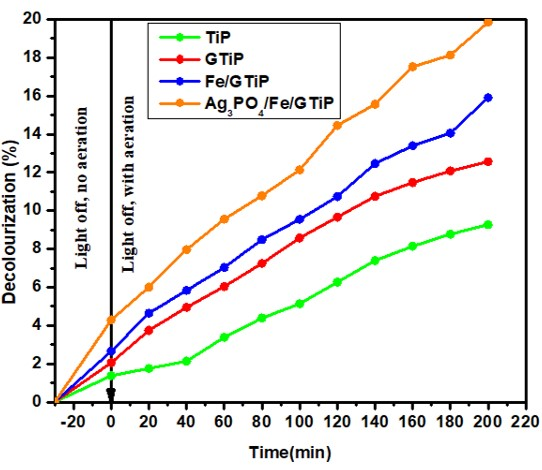 20
18
16
14
12
10
8
6
4
2
0
Decolourization (%)
TiP
GTiP
Fe/GTiP
Ag3PO4/Fe/GTiP
Light off, no aeration
Light off, with aeration
-20 0 20 40 60 80 100 120 140 160 180 200 220
Time(min)